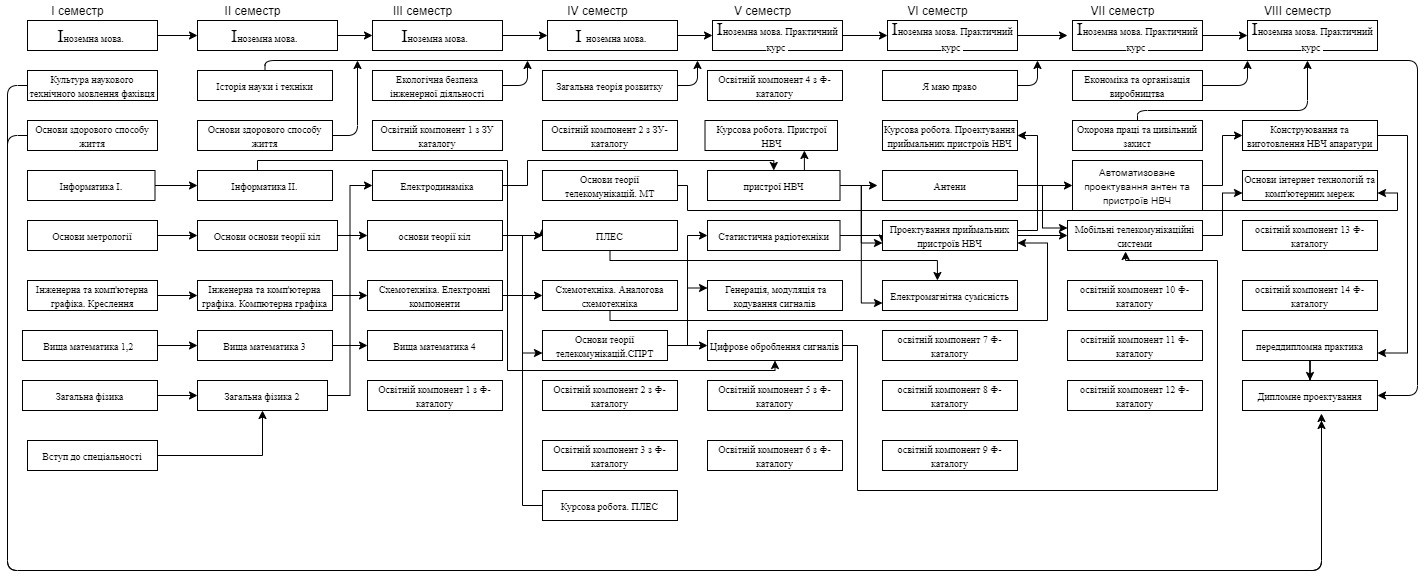 I семестр
II семестр
III семестр
IV семестр
V семестр
VI семестр
VII семестр
VIII семестр
Іноземна мова.
Іноземна мова.
Іноземна мова.
І  ноземна мова.
Іноземна мова. Практичний
курс
Іноземна мова. Практичний
курс
Іноземна мова. Практичний
курс
Іноземна мова. Практичний
курс
Культура наукового
технічного мовлення фахівця
Історія науки і техніки
Екологічна безпека
інженерної діяльності
Загальна теорія розвитку
Освітній компонент 4 з Ф-
каталогу
Я маю право
Економіка та організація
виробництва
Основи здорового способу
життя
Основи здорового способу
життя
Освітній компонент 1 з ЗУ
каталогу
Освітній компонент 2 з ЗУ-
каталогу
Курсова робота. Пристрої
НВЧ
Курсова робота. Проектування
приймальних пристроїв НВЧ
Охорона праці та цивільний
захист
Конструювання та
виготовлення НВЧ апаратури
Інформатика I.
Інформатика II.
Електродинаміка
Основи теорії
телекомунікацій. МТ
пристрої НВЧ
Антени
Автоматизоване
проектування антен та
пристроїв НВЧ
Основи інтернет технологій та
комп'ютерних мереж
Основи метрології
Основи основи теорії кіл
основи теорії кіл
ПЛЕС
Статистична радіотехніки
Проектування приймальних
пристроїв НВЧ
Мобільні телекомунікаційні
системи
освітній компонент 13 Ф-
каталогу
Інженерна та комп'ютерна
графіка. Креслення
Інженерна та комп'ютерна
графіка. Компютерна графіка
Схемотехніка. Електронні
компоненти
Схемотехніка. Аналогова
схемотехніка
Генерація, модуляція та
кодування сигналів
Електромагнітна сумісність
освітній компонент 10 Ф-
каталогу
освітній компонент 14 Ф-
каталогу
Вища математика 1,2
Вища математика 3
Вища математика 4
Основи теорії
телекомунікацій.СПРТ
Цифрове оброблення сигналів
освітній компонент 7 Ф-
каталогу
освітній компонент 11 Ф-
каталогу
переддипломна практика
Загальна фізика
Загальна фізика 2
Освітній компонент 1 з Ф-
каталогу
Освітній компонент 2 з Ф-
каталогу
Освітній компонент 5 з Ф-
каталогу
освітній компонент 8 Ф-
каталогу
освітній компонент 12 Ф-
каталогу
Дипломне проектування
Вступ до спеціальності
Освітній компонент 3 з Ф-
каталогу
Освітній компонент 6 з Ф-
каталогу
освітній компонент 9 Ф-
каталогу
Курсова робота. ПЛЕС